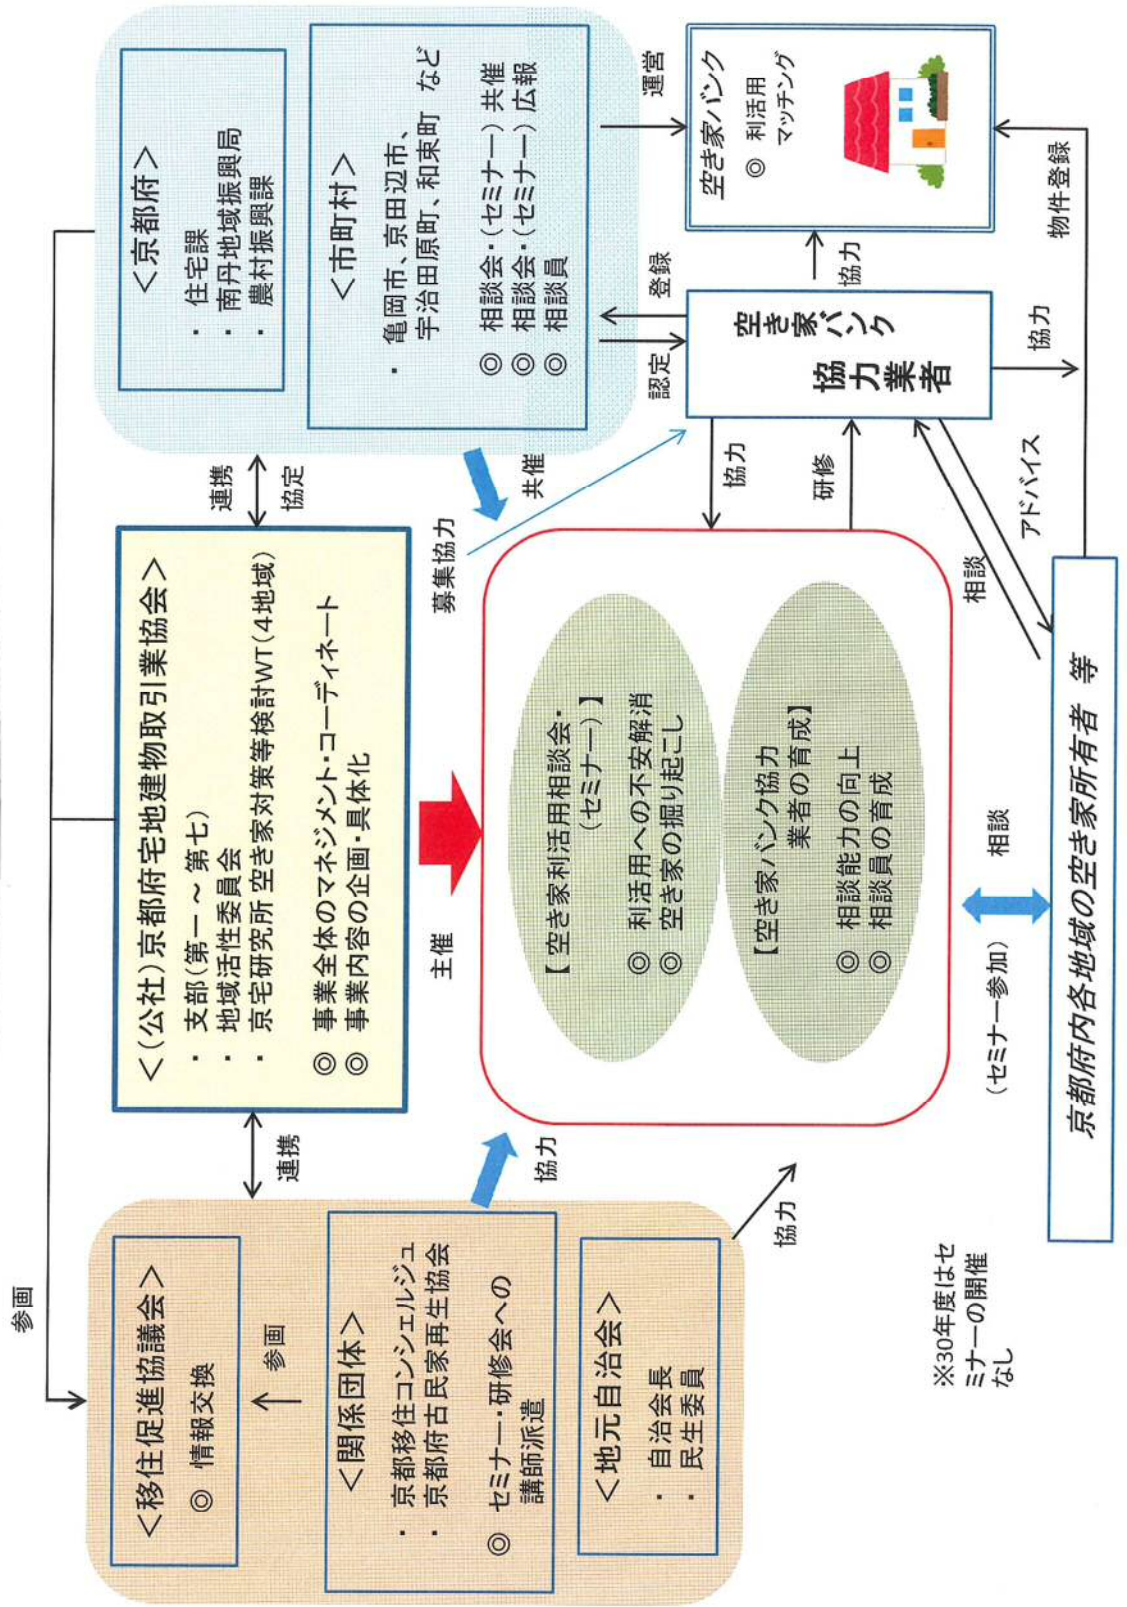 参画
＜移住促進協議会＞
◎ 情報交換
参画
＜関係団体＞
・ 京都移住コンシェルジュ
・ 京都府古民家再生協会
◎ セミナー・研修会への
講師派遣
＜地元自治会＞
・ 自治会長
・ 民生委員
連携
協力
協力
＜(公社)京都府宅地建物取引業協会＞
・ 支部(第一～第七)
・ 地域活性委員会
・ 京宅研究所 空き家対策等検討WT(4地域)
◎ 事業全体のマネジメント・コーディネート
◎ 事業内容の企画・具体化
主催
連携
協定
＜京都府＞
・ 住宅課
・ 南丹地域振興局
・ 農村振興課
＜市町村＞
・ 亀岡市、京田辺市、
宇治田原町、和束町 など
◎ 相談会・(セミナー)共催
◎ 相談会・(セミナー)広報
◎ 相談員
共催
募集協力
【空き家利活用相談会・
(セミナー)】
◎ 利活用への不安解消
◎ 空き家の掘り起こし
【空き家バンク協力
業者の育成】
◎ 相談能力の向上
◎ 相談員の育成
認定
登録
運営
協力
研修
空き家バンク
協力業者
協力
空き家バンク
◎ 利活用
マッチング
協力
物件登録
相談
アドバイス
(セミナー参加)
相談
京都府内各地域の空き家所有者 等
※30年度はセ
ミナーの開催
なし